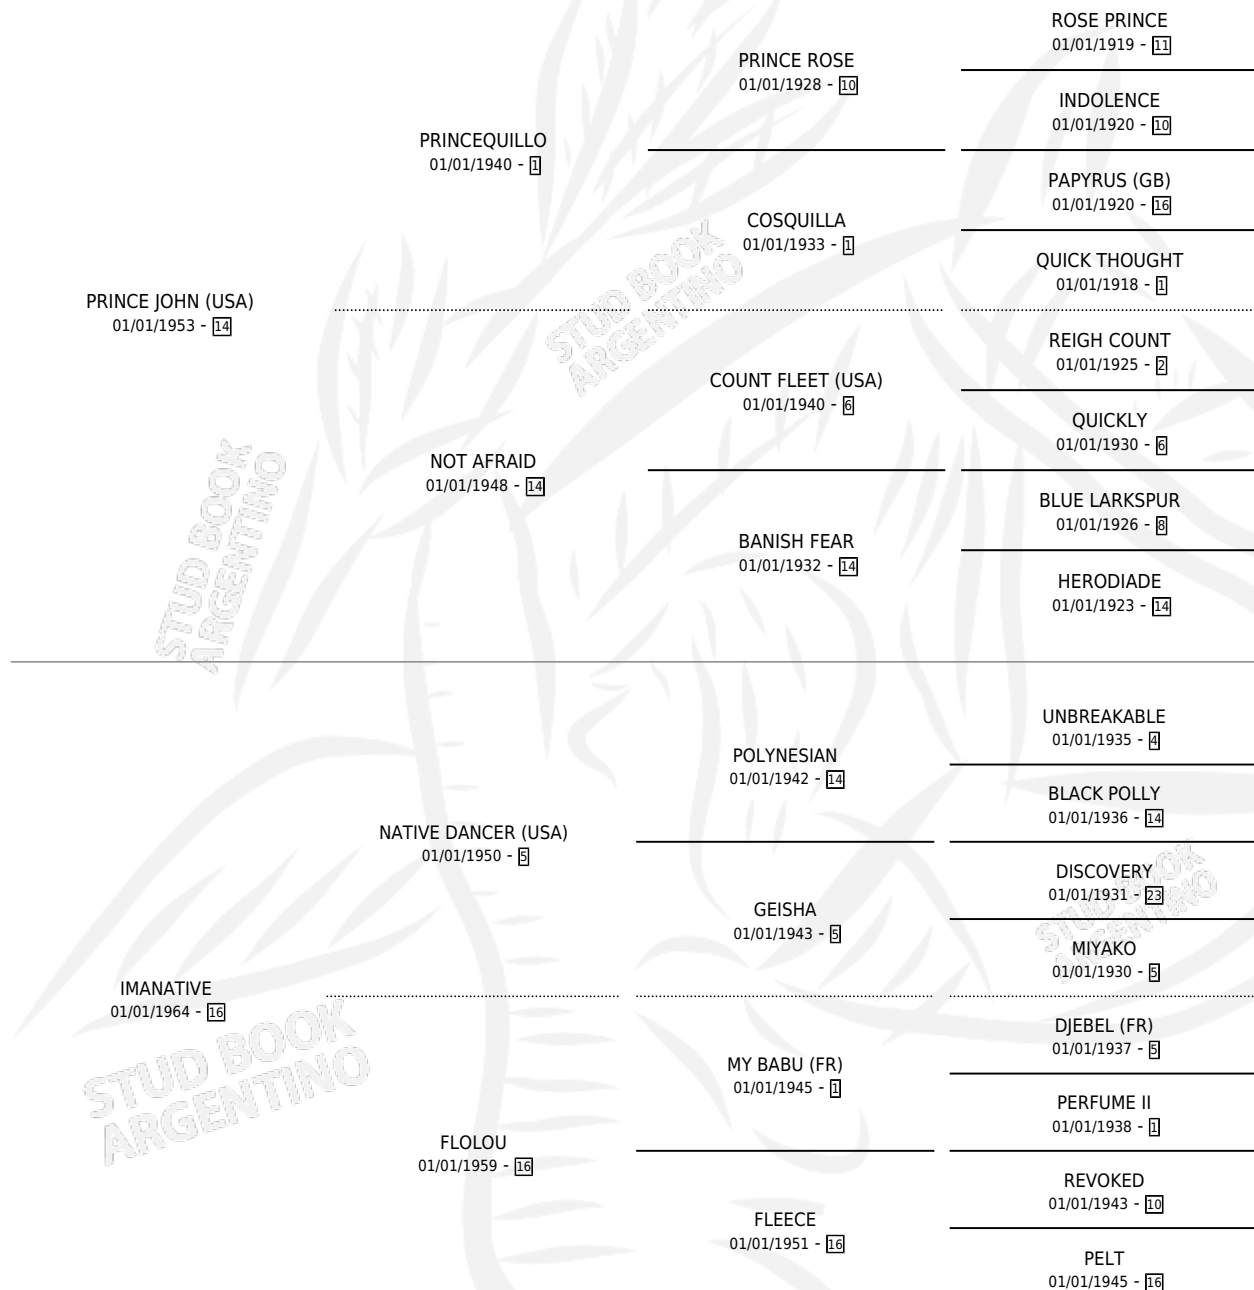 ROSE PRINCE
01/01/1919 - 11
PRINCE ROSE
01/01/1928 - 10
INDOLENCE
01/01/1920 - 10
PRINCEQUILLO
01/01/1940 - 1
PAPYRUS (GB)
01/01/1920 - 16
COSQUILLA
01/01/1933 - 1
QUICK THOUGHT
01/01/1918 - 1
PRINCE JOHN (USA)
01/01/1953 - 14
REIGH COUNT
01/01/1925 - 2
COUNT FLEET (USA)
01/01/1940 - 6
QUICKLY
01/01/1930 - 6
NOT AFRAID
01/01/1948 - 14
BLUE LARKSPUR
01/01/1926 - 8
BANISH FEAR
01/01/1932 - 14
HERODIADE
01/01/1923 - 14
UNBREAKABLE
01/01/1935 - 4
POLYNESIAN
01/01/1942 - 14
BLACK POLLY
01/01/1936 - 14
NATIVE DANCER (USA)
01/01/1950 - 5
DISCOVERY
01/01/1931 - 23
GEISHA
01/01/1943 - 5
MIYAKO
01/01/1930 - 5
IMANATIVE
01/01/1964 - 16
DJEBEL (FR)
01/01/1937 - 5
MY BABU (FR)
01/01/1945 - 1
PERFUME II
01/01/1938 - 1
FLOLOU
01/01/1959 - 16
REVOKED
01/01/1943 - 10
FLEECE
01/01/1951 - 16
PELT
01/01/1945 - 16
STUD BOOK
ARGENTINO
STUD BOOK
ARGENTINO
STUD BOOK
ARGENTINO
STUD BOOK
ARGENTINO